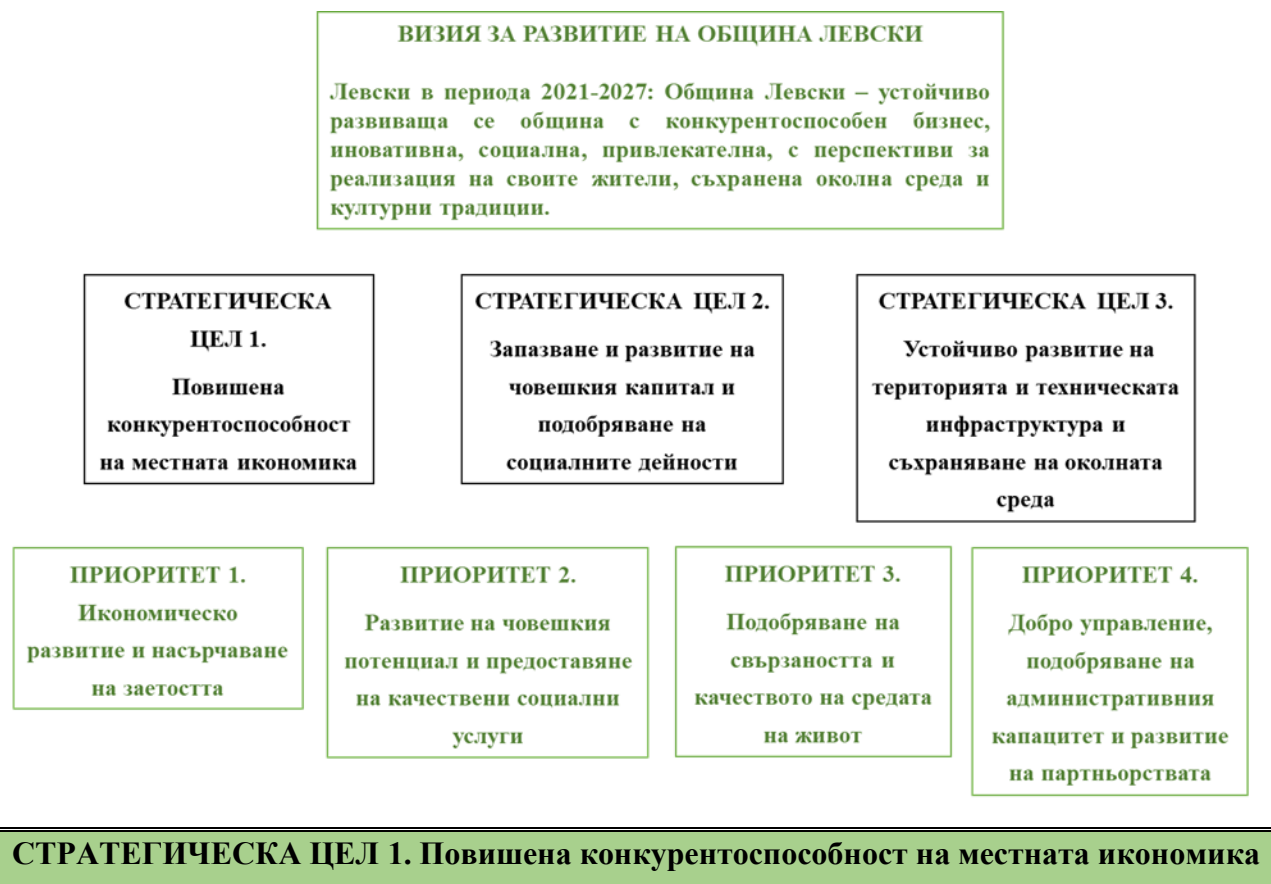 ВИЗИЯ ЗА РАЗВИТИЕ НА ОБЩИНА ЛЕВСКИ
Левски в периода 2021-2027: Община Левски – устойчиво
развиваща се община с конкурентоспособен бизнес,
иновативна, социална, привлекателна, с перспективи за
реализация на своите жители, съхранена околна среда и
културни традиции.
СТРАТЕГИЧЕСКА
ЦЕЛ 1.
Повишена
конкурентоспособност
на местната икономика
СТРАТЕГИЧЕСКА ЦЕЛ 2.
Запазване и развитие на
човешкия капитал и
подобряване на
социалните дейности
СТРАТЕГИЧЕСКА ЦЕЛ 3.
Устойчиво развитие на
територията и техническата
инфраструктура и
съхраняване на околната
среда
ПРИОРИТЕТ 1.
Икономическо
развитие и насърчаване
на заетостта
ПРИОРИТЕТ 2.
Развитие на човешкия
потенциал и предоставяне
на качествени социални
услуги
ПРИОРИТЕТ 3.
Подобряване на
свързаността и
качеството на средата
на живот
ПРИОРИТЕТ 4.
Добро управление,
подобряване на
административния
капацитет и развитие
на партньорствата
СТРАТЕГИЧЕСКА ЦЕЛ 1. Повишена конкурентоспособност на местната икономика